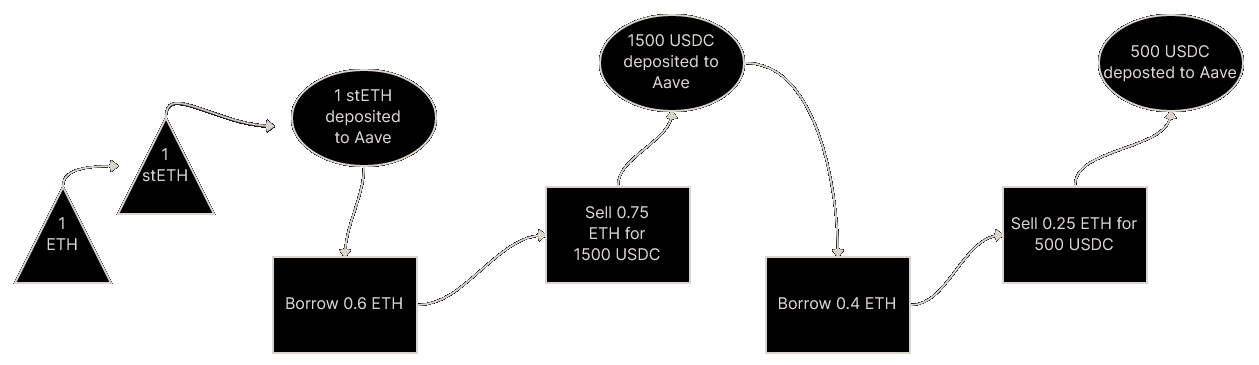 1
ETH
1
stETH
1 stETH
deposited
to Aave
Borrow 0.6 ETH
Sell 0.75
ETH for
1500 USDC
1500 USDC
deposited to
Aave
Borrow 0.4 ETH
Sell 0.25 ETH for
500 USDC
500 USDC
deposted to Aave